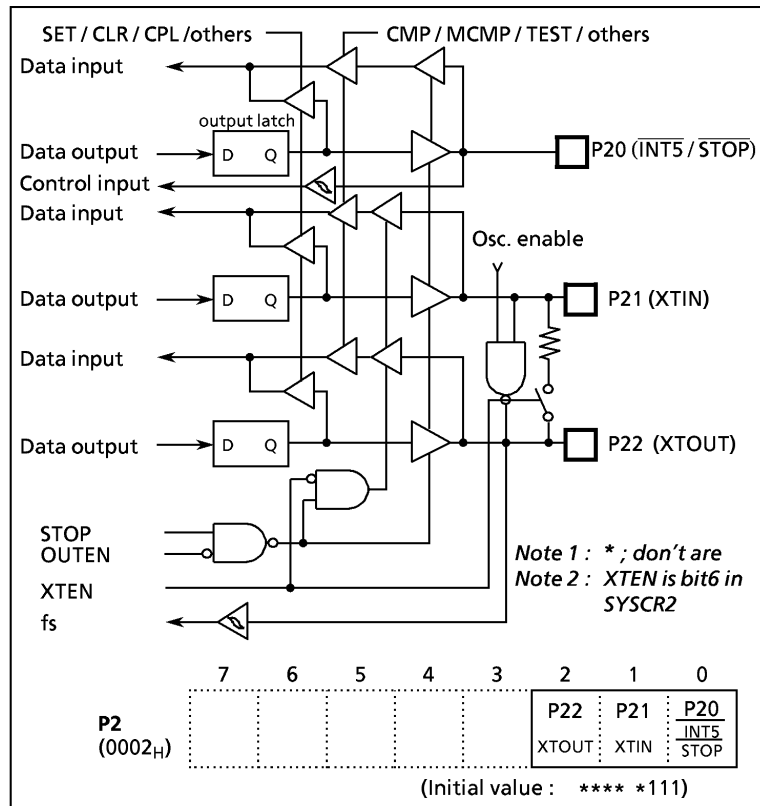 SET / CLR / CPL /others
CMP / MCMP / TEST / others
Data input
output latch
Data output
D Q
P20 (INT5 / STOP)
Control input
Data input
Osc. enable
Data output
D Q
P21 (XTIN)
Data input
Data output
D Q
P22 (XTOUT)
STOP
OUTEN
XTEN
fs
Note 1 : * ; don't are
Note 2 : XTEN is bit6 in
SYSCR2
7 6 5 4 3 2 1 0
P2
(0002H)
P22 P21 P20
XTOUT XTIN INT5
STOP
(Initial value : **** *111)